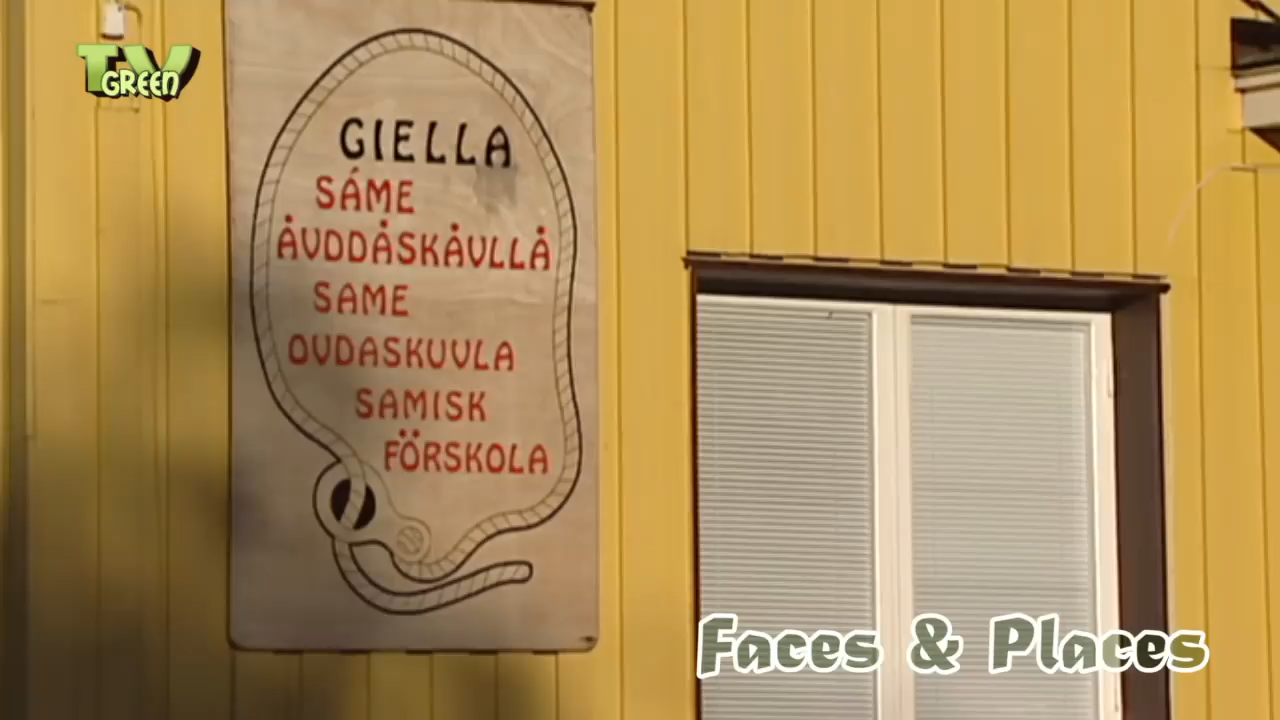 TV
GREEN
GIELLA
SÁME
ÅVDDÅSKÅVLLÅ
SAME
OVDASKUVLA
SAMISK
FÖRSKOLA
Faces & Places